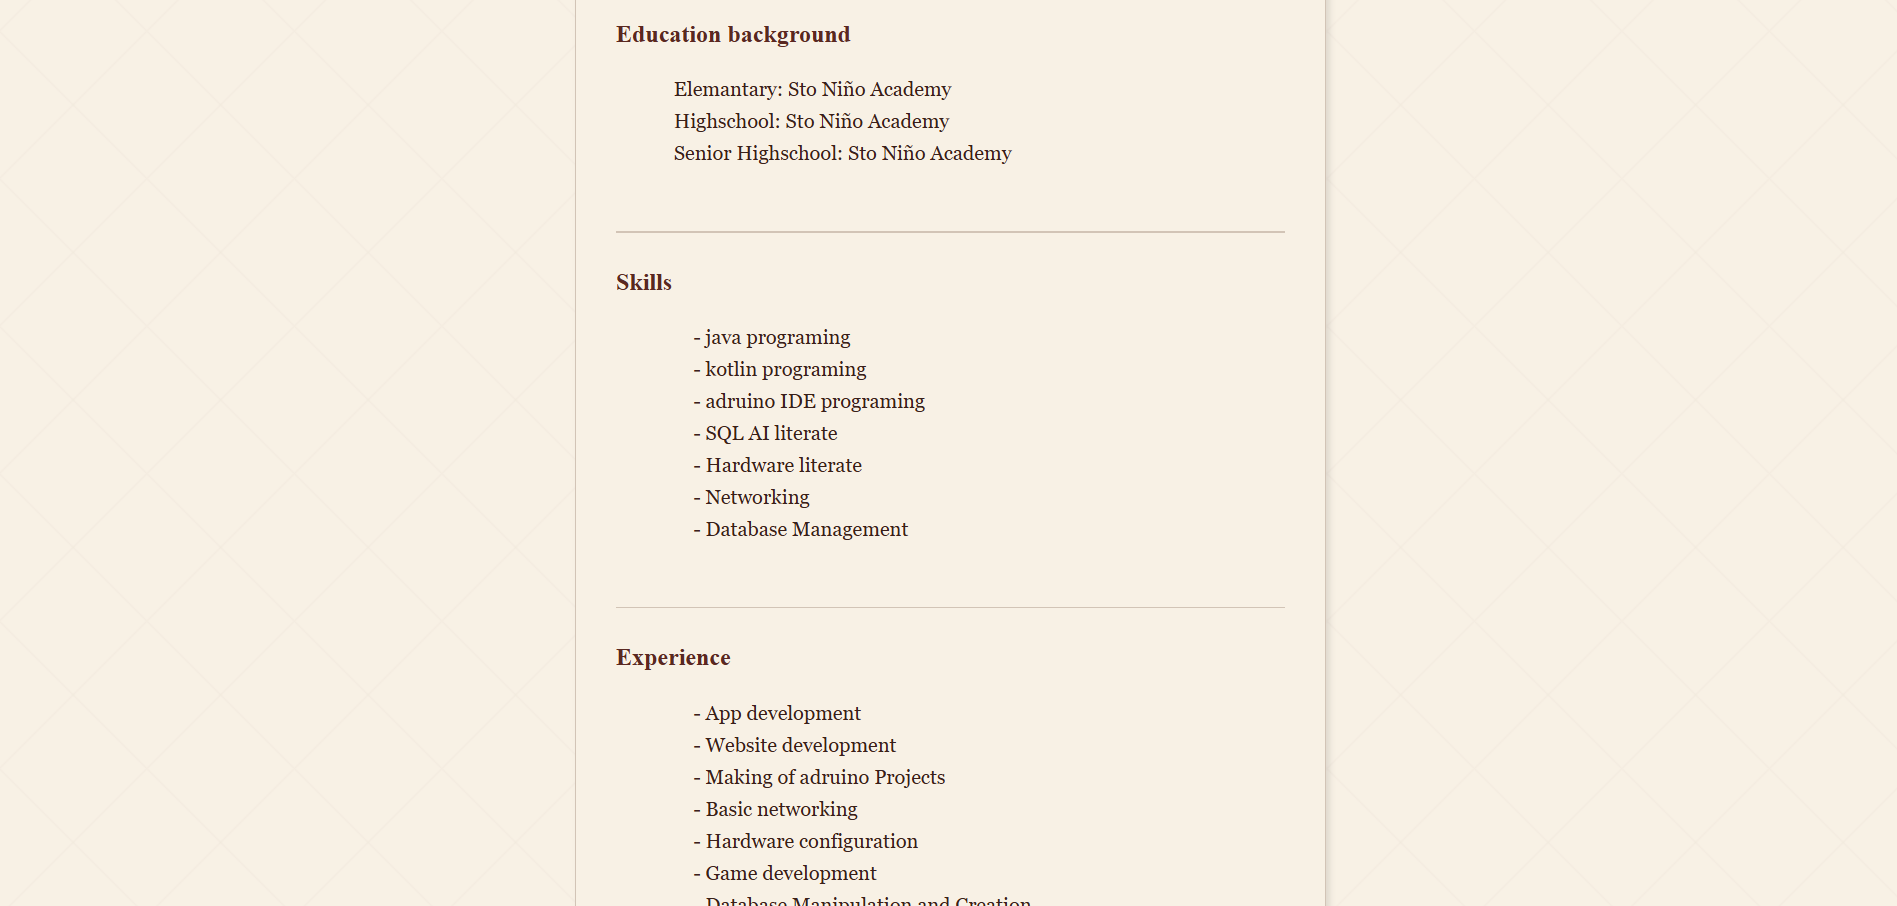 Education background
Elemantary: Sto Niño Academy
Highschool: Sto Niño Academy
Senior Highschool: Sto Niño Academy
Skills
- java programing
- kotlin programing
- adruino IDE programing
- SQL AI literate
- Hardware literate
- Networking
- Database Management
Experience
- App development
- Website development
- Making of adruino Projects
- Basic networking
- Hardware configuration
- Game development
- Database Manipulation and Creation